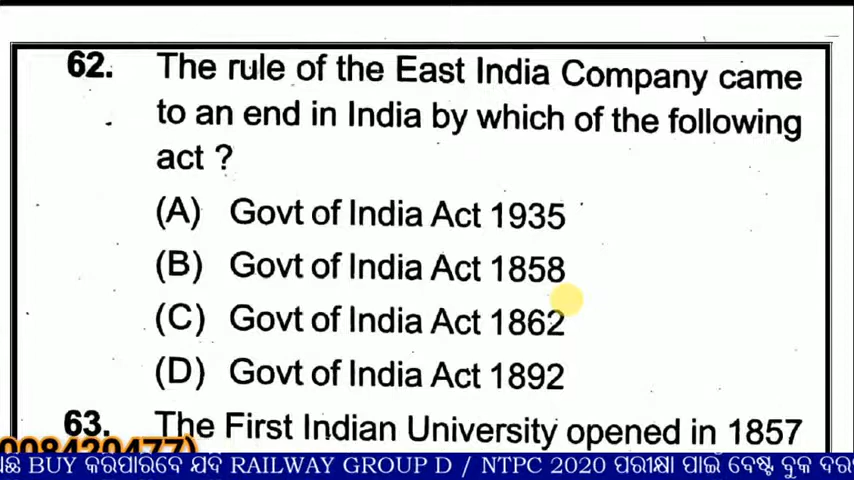 62. The rule of the East India Company came
to an end in India by which of the following
act ?
(A) Govt of India Act 1935
(B) Govt of India Act 1858
(C) Govt of India Act 1862
(D) Govt of India Act 1892
63. The First Indian University opened in 1857
008420477)
ାଛି BUY କରିପାରିବେ ଯଦି RAILWAY GROUP D / NTPC 2020 ପରୀକ୍ଷା ପାଇଁ ବେଷ୍ଟ ବୁକ ଦର